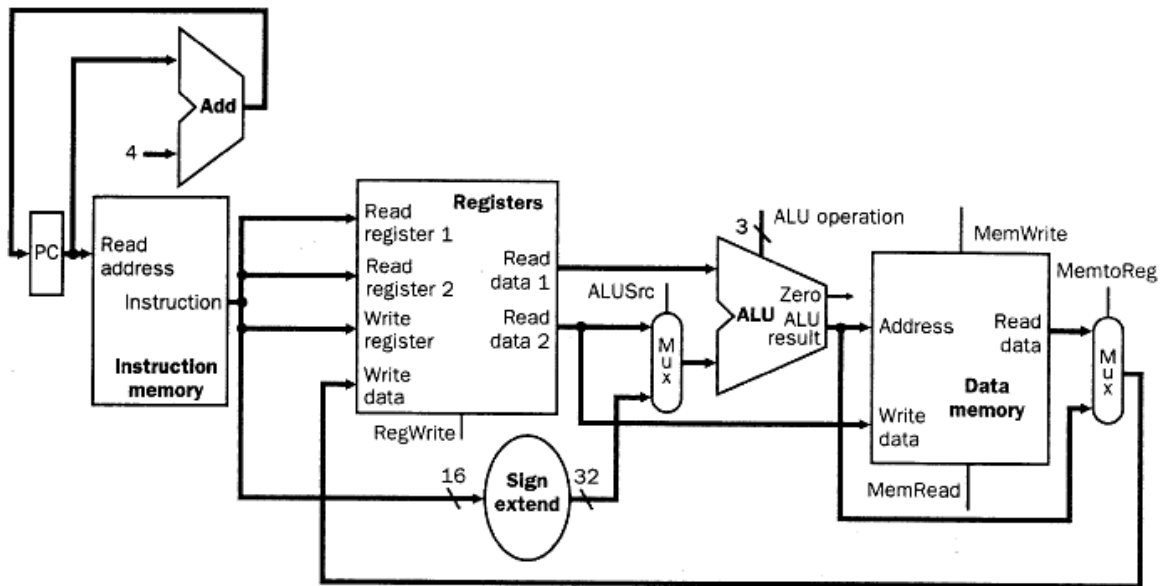 Add
4
PC
Read
address
Instruction
Instruction
memory
Registers
Read
register 1
Read
register 2
Write
register
Write
data
Read
data 1
Read
data 2
RegWrite
16
Sign
extend
32
ALUSrc
M
u
x
3
ALU operation
Zero
ALU
ALU
result
MemWrite
Address
Read
data
Data
memory
Write
data
MemRead
MemtoReg
M
u
x